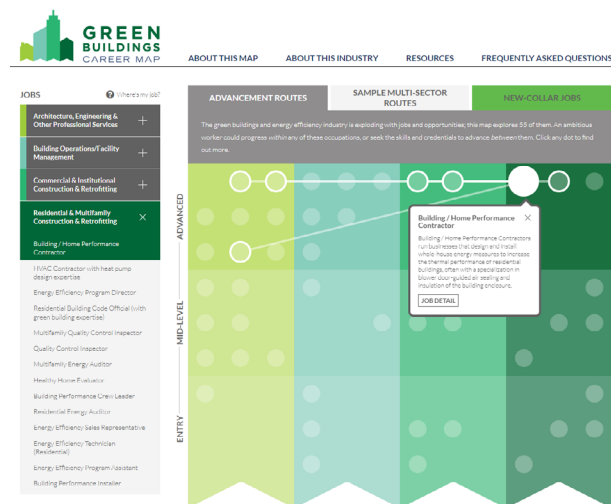 GREEN
BUILDINGS
CAREER MAP
ABOUT THIS MAP
ABOUT THIS INDUSTRY
RESOURCES
FREQUENTLY ASKED QUESTIONS
JOBS
? Where's my job?
Architecture, Engineering &
Other Professional Services
Building Operations/Facility
Management
Commercial & Institutional
Construction & Retrofitting
Residential & Multifamily
Construction & Retrofitting
Building / Home Performance
Contractor
HVAC Contractor with heat pump
design expertise
Energy Efficiency Program Director
Residential Building Code Official (with
green building expertise)
Multifamily Quality Control Inspector
Quality Control Inspector
Multifamily Energy Auditor
Healthy Home Evaluator
Building Performance Crew Leader
Residential Energy Auditor
Energy Efficiency Sales Representative
Energy Efficiency Technician
(Residential)
Energy Efficiency Program Assistant
Building Performance Installer
ADVANCEMENT ROUTES
SAMPLE MULTI-SECTOR
ROUTES
NEW-COLLAR JOBS
The green buildings and energy efficiency industry is exploding with jobs and opportunities; this map explores 55 of them. An ambitious
worker could progress within any of these occupations, or seek the skills and credentials to advance between them. Click any dot to find
out more.
ADVANCED
MID-LEVEL
ENTRY
Building / Home Performance
Contractor
Building / Home Performance Contractors
run businesses that design and install
whole-house energy measures to increase
the thermal performance of residential
buildings, often with a specialization in
blower door-guided air sealing and
insulation of the building enclosure.
JOB DETAIL